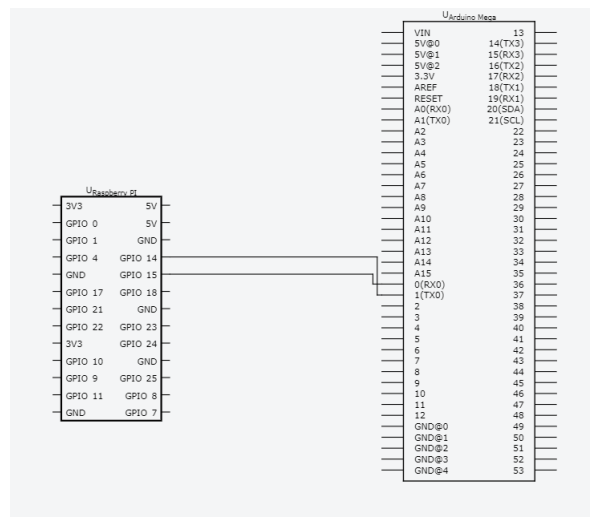 U Arduino Mega
VIN 13
5V@0 14(TX3)
5V@1 15(RX3)
5V@2 16(TX2)
3.3V 17(RX2)
AREF 18(TX1)
RESET 19(RX1)
A0(RX0) 20(SDA)
A1(TX0) 21(SCL)
A2 22
A3 23
A4 24
A5 25
A6 26
A7 27
A8 28
A9 29
A10 30
A11 31
A12 32
A13 33
A14 34
A15 35
0(RX0) 36
1(TX0) 37
2 38
3 39
4 40
5 41
6 42
7 43
8 44
9 45
10 46
11 47
12 48
GND@0 49
GND@1 50
GND@2 51
GND@3 52
GND@4 53
U Raspberry PI
3V3 5V
GPIO 0 5V
GPIO 1 GND
GPIO 4 GPIO 14
GND GPIO 15
GPIO 17 GPIO 18
GPIO 21 GND
GPIO 22 GPIO 23
3V3 GPIO 24
GPIO 10 GND
GPIO 9 GPIO 25
GPIO 11 GPIO 8
GND GPIO 7